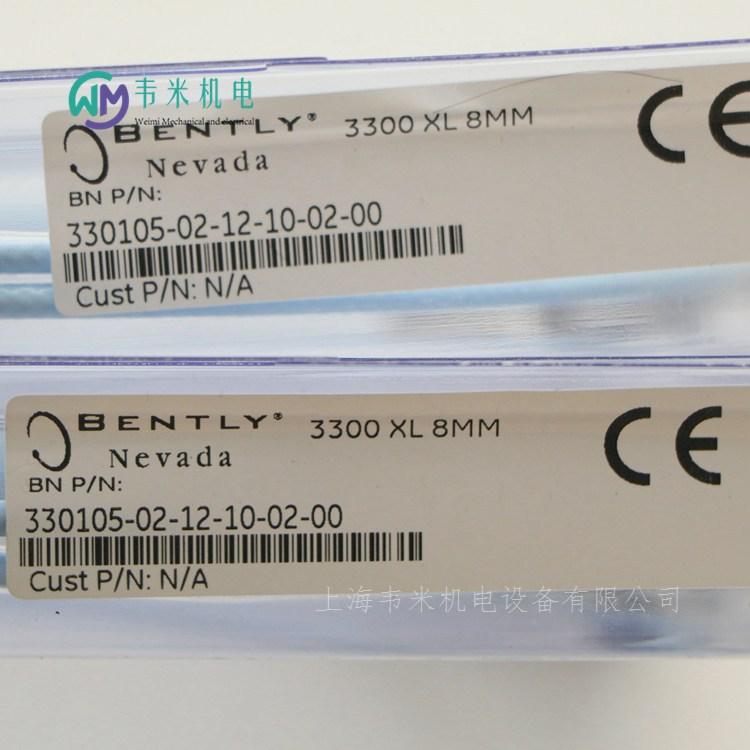 韦米机电
Weimi Mechanical and electrical
BENTLY® 3300 XL 8MM
Nevada
BN P/N:
330105-02-12-10-02-00
Cust P/N: N/A
CE
BENTLY® 3300 XL 8MM
Nevada
BN P/N:
330105-02-12-10-02-00
Cust P/N: N/A
CE
上海韦米机电设备有限公司